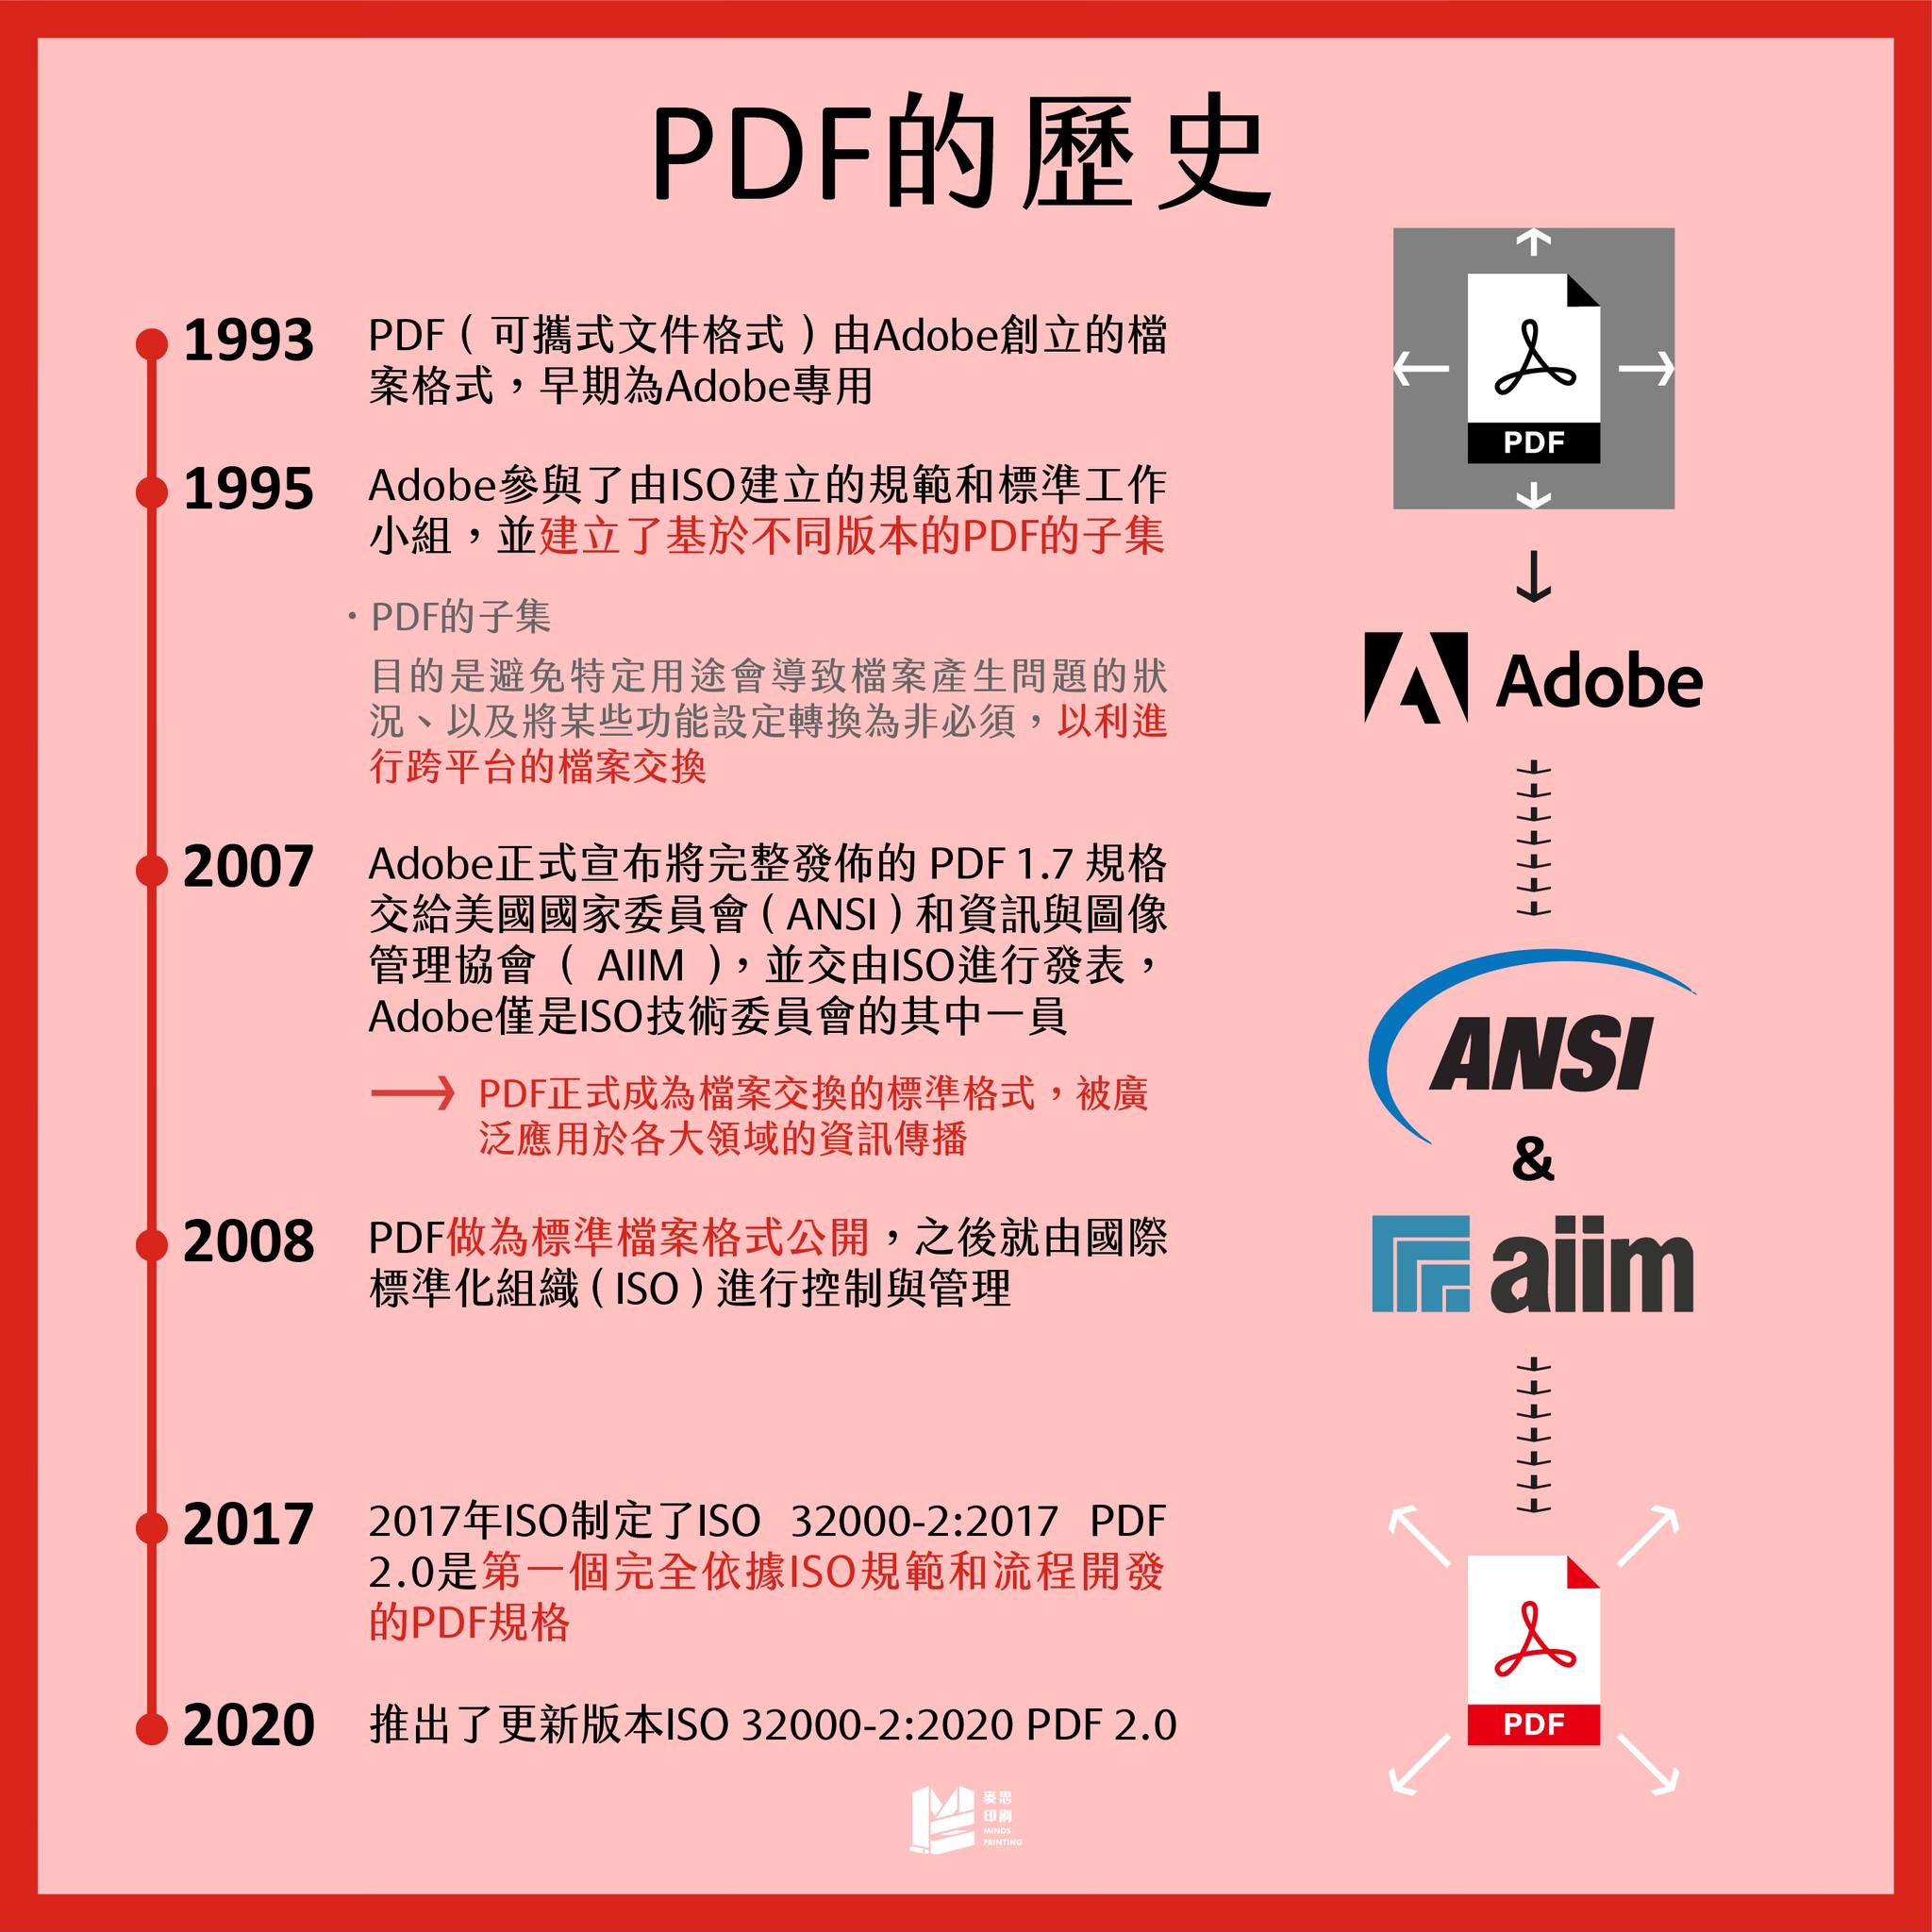 PDF的歷史
1993
PDF（可攜式文件格式）由Adobe創立的檔
案格式，早期為Adobe專用
1995
Adobe參與了由ISO建立的規範和標準工作
小組，並建立了基於不同版本的PDF的子集
・PDF的子集
目的是避免特定用途會導致檔案產生問題的狀
況、以及將某些功能設定轉換為非必須，以利進
行跨平台的檔案交換
2007
Adobe正式宣布將完整發佈的 PDF 1.7 規格
交給美國國家委員會（ANSI）和資訊與圖像
管理協會（ AIIM ），並交由ISO進行發表，
Adobe僅是ISO技術委員會的其中一員
PDF正式成為檔案交換的標準格式，被廣
泛應用於各大領域的資訊傳播
2008
PDF做為標準檔案格式公開，之後就由國際
標準化組織（ISO）進行控制與管理
2017
2017年ISO制定了ISO 32000-2:2017 PDF
2.0是第一個完全依據ISO規範和流程開發
的PDF規格
2020
推出了更新版本ISO 32000-2:2020 PDF 2.0
PDF
Adobe
ANSI
&
aiim
PDF
麥思
印刷
MINDS
PRINTING